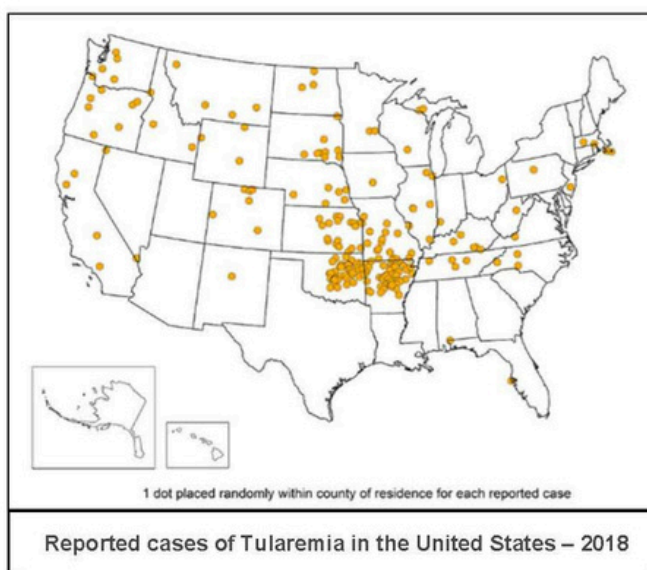 1 dot placed randomly within county of residence for each reported case
Reported cases of Tularemia in the United States – 2018